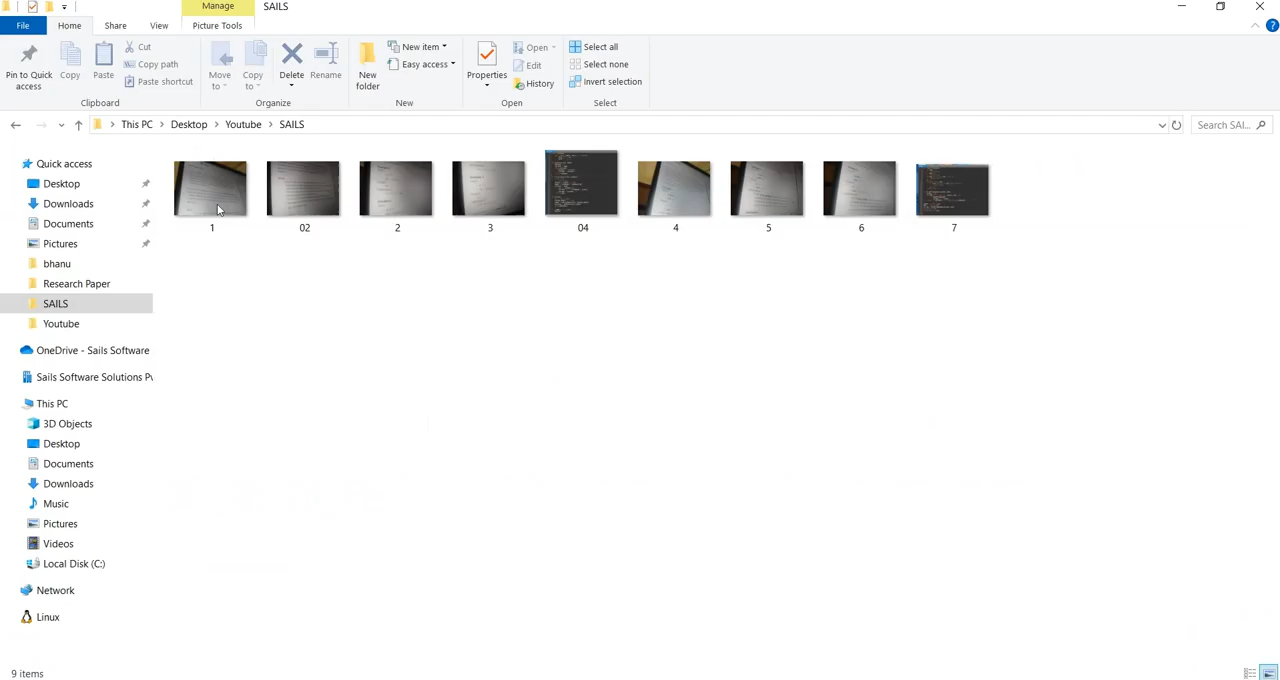 Manage
SAILS
File
Home
Share
View
Picture Tools
Pin to Quick access
Copy
Paste
Cut
Copy path
Paste shortcut
Clipboard
Move to
Copy to
Delete
Rename
Organize
New folder
New item
Easy access
New
Properties
Open
Edit
History
Open
Select all
Select none
Invert selection
Select
This PC > Desktop > Youtube > SAILS
Search SAI...
Quick access
Desktop
Downloads
Documents
Pictures
bhanu
Research Paper
SAILS
Youtube
OneDrive - Sails Software
Sails Software Solutions Pv
This PC
3D Objects
Desktop
Documents
Downloads
Music
Pictures
Videos
Local Disk (C:)
Network
Linux
1 02 2 3 04 4 5 6 7
9 items